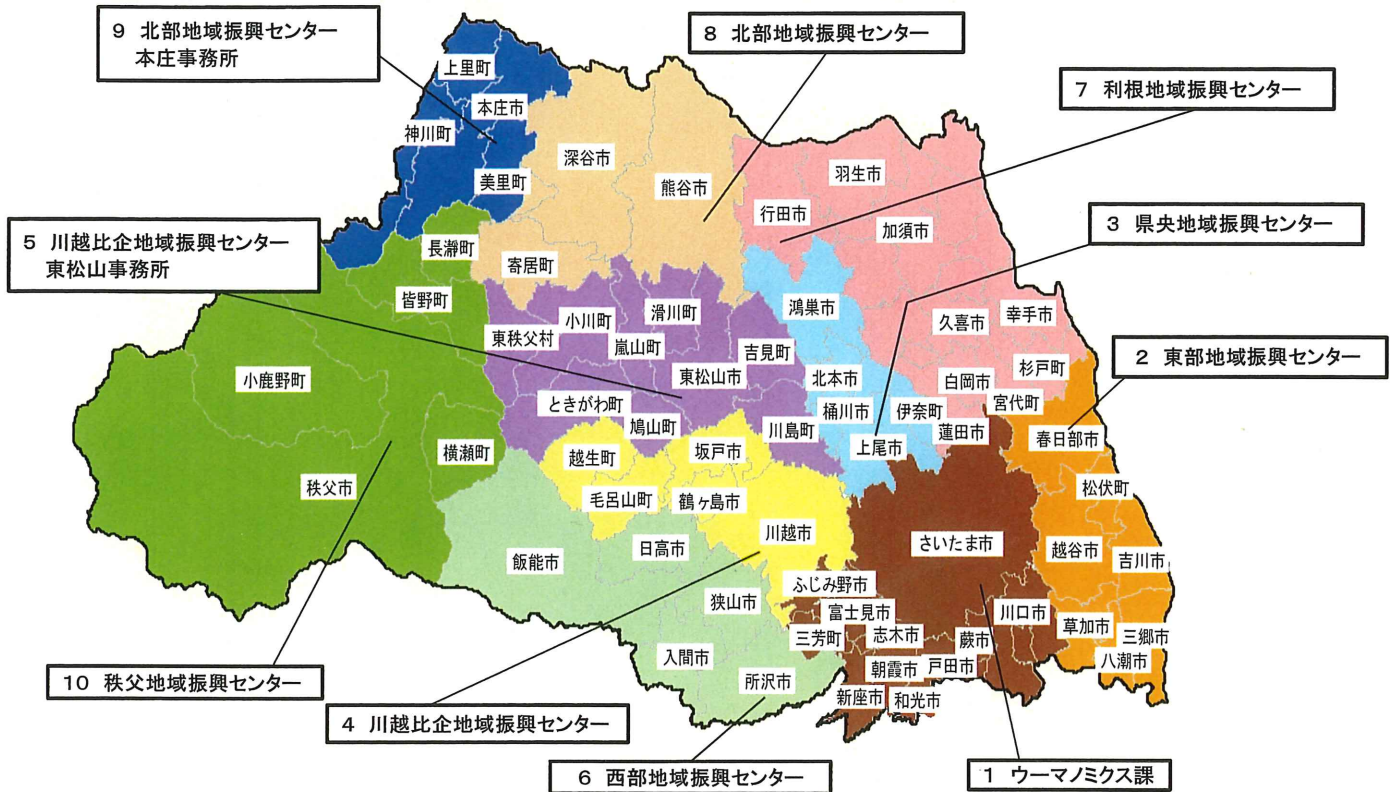 9 北部地域振興センター
本庄事務所
8 北部地域振興センター
7 利根地域振興センター
5 川越比企地域振興センター
東松山事務所
3 県央地域振興センター
2 東部地域振興センター
10 秩父地域振興センター
4 川越比企地域振興センター
6 西部地域振興センター
1 ウーマノミクス課
上里町
本庄市
神川町
美里町
深谷市
熊谷市
寄居町
羽生市
行田市
加須市
久喜市
幸手市
杉戸町
白岡市
宮代町
蓮田市
長瀞町
皆野町
小鹿野町
横瀬町
秩父市
東秩父村
小川町
滑川町
嵐山町
吉見町
東松山市
ときがわ町
鳩山町
川島町
鴻巣市
北本市
桶川市
伊奈町
上尾市
春日部市
松伏町
越谷市
吉川市
草加市
三郷市
八潮市
越生町
坂戸市
毛呂山町
鶴ヶ島市
川越市
ふじみ野市
飯能市
日高市
狭山市
入間市
所沢市
さいたま市
川口市
富士見市
三芳町
志木市
蕨市
朝霞市
戸田市
新座市
和光市